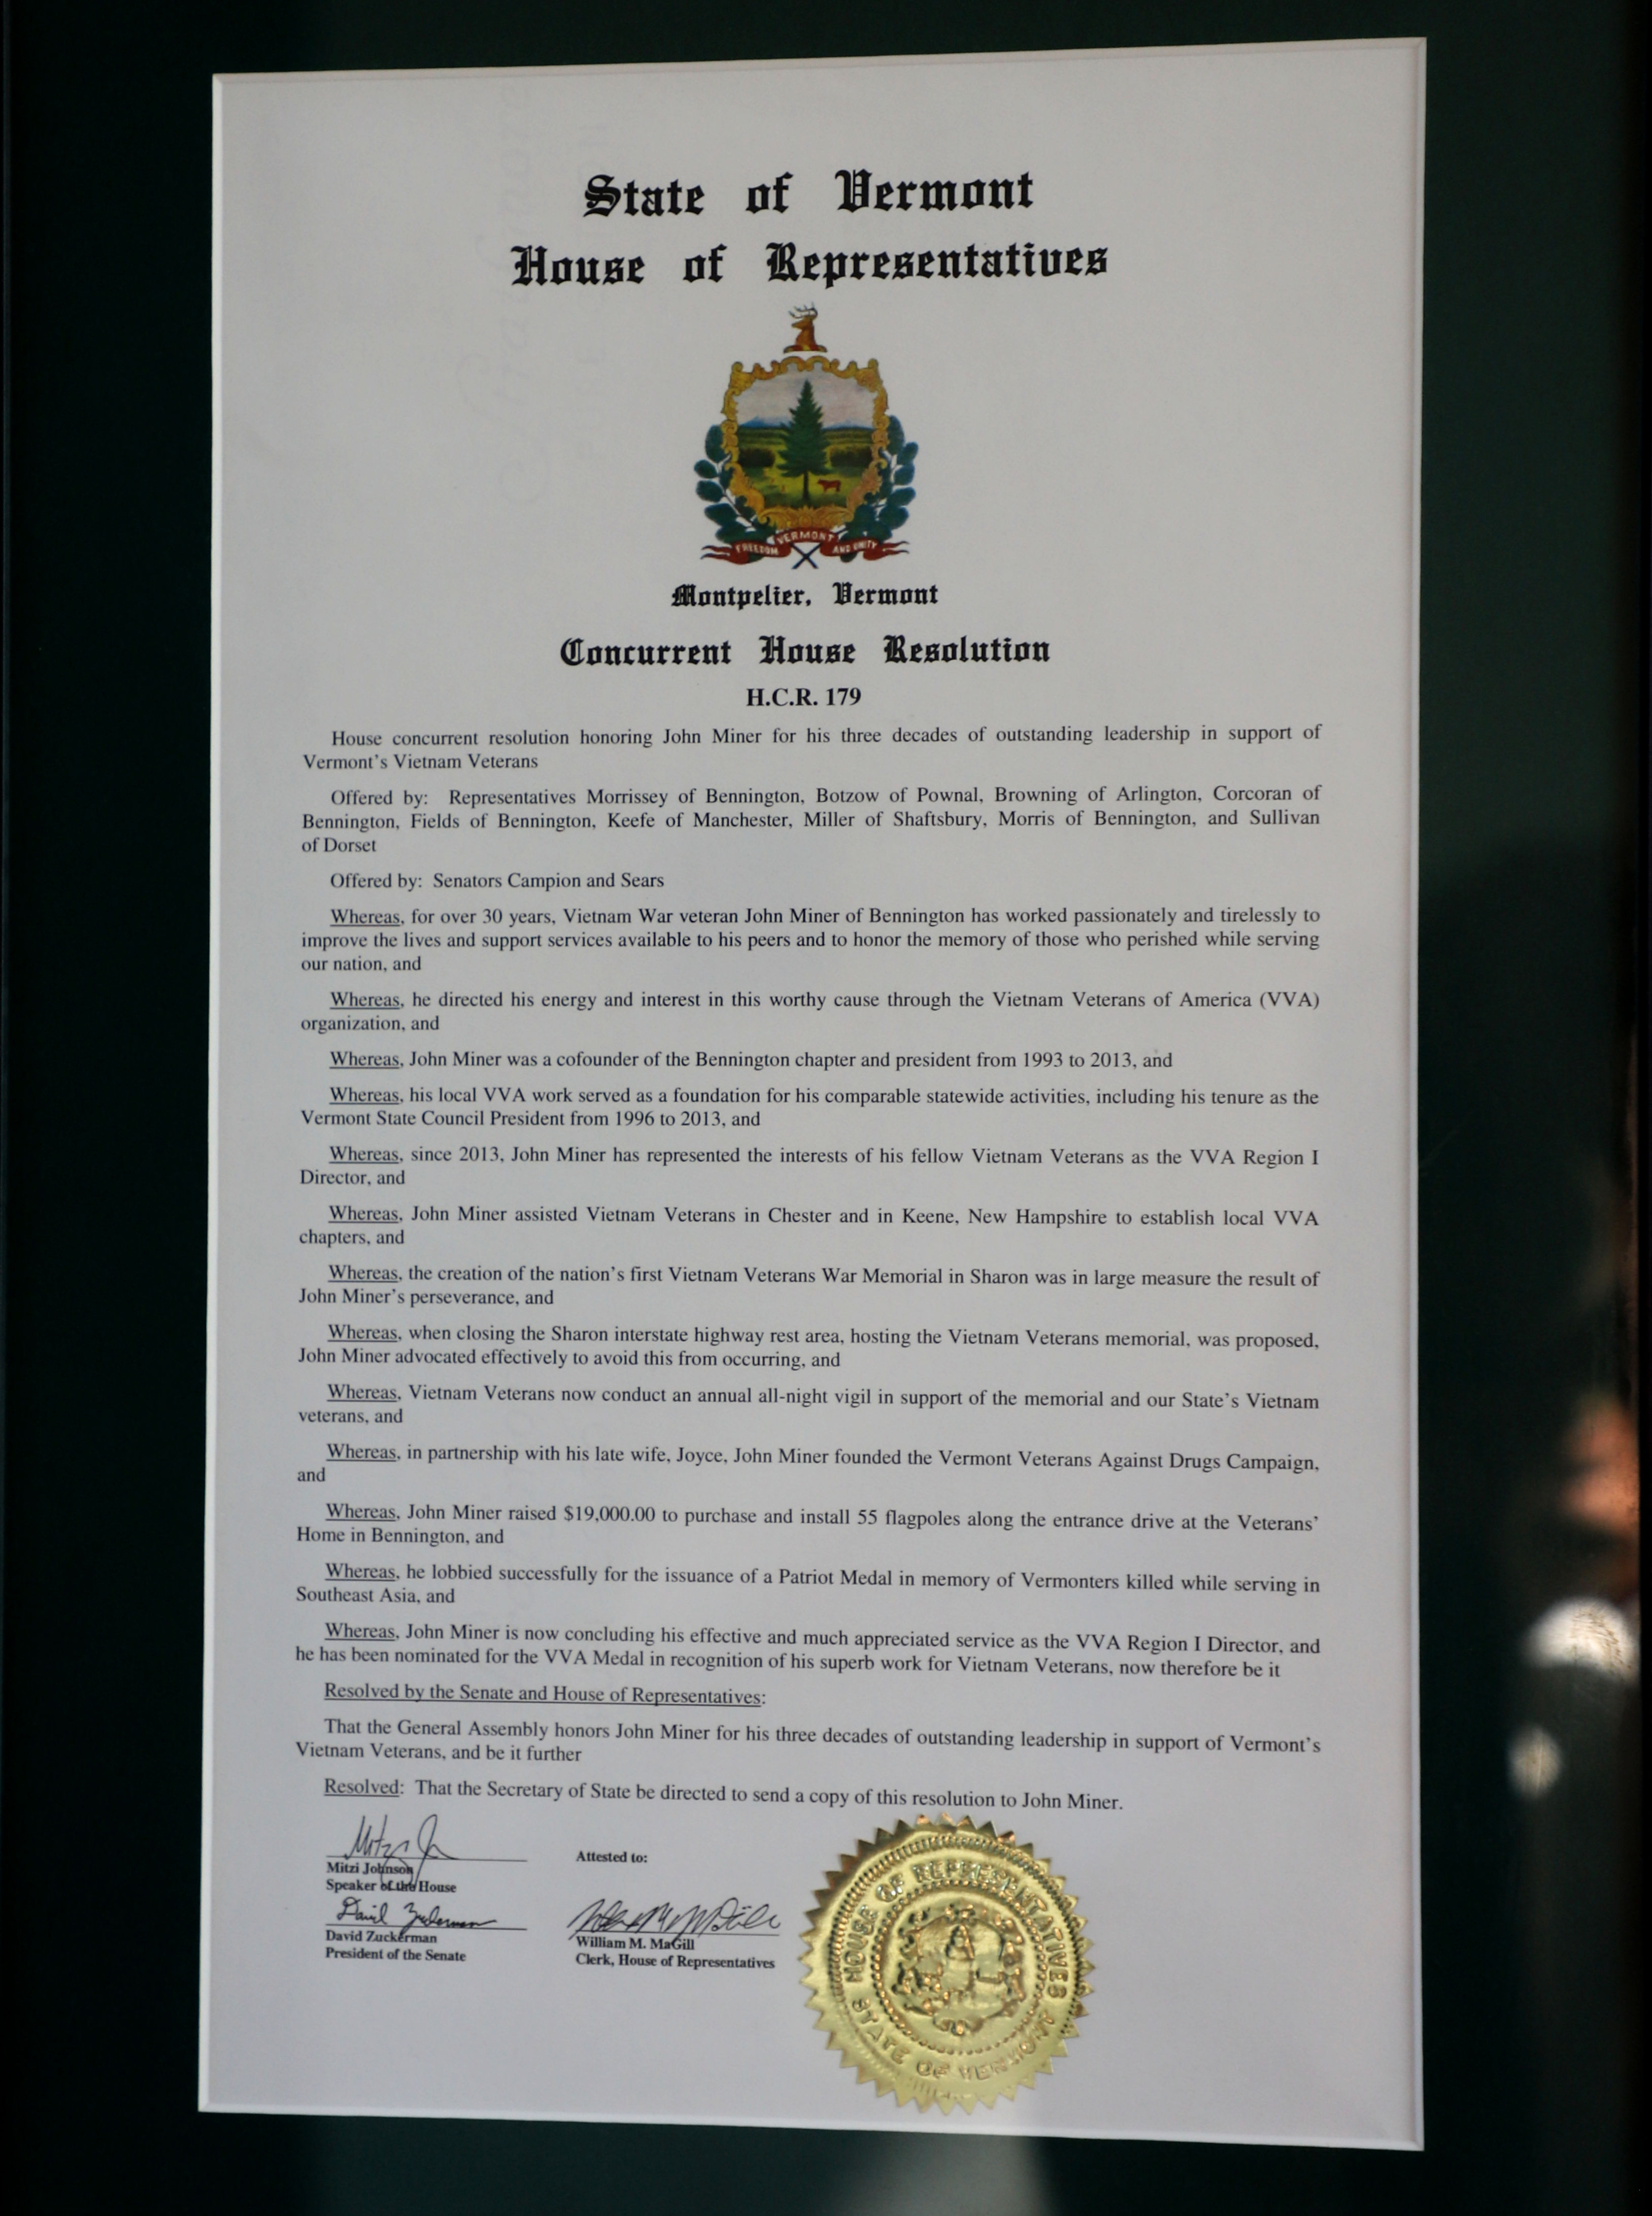 State of Vermont
House of Representatives
VERMONT
FREEDOM AND UNITY
Montpelier, Vermont
Concurrent House Resolution
H.C.R. 179
House concurrent resolution honoring John Miner for his three decades of outstanding leadership in support of
Vermont's Vietnam Veterans
Offered by: Representatives Morrissey of Bennington, Botzow of Pownal, Browning of Arlington, Corcoran of
Bennington, Fields of Bennington, Keefe of Manchester, Miller of Shaftsbury, Morris of Bennington, and Sullivan
of Dorset
Offered by: Senators Campion and Sears
Whereas, for over 30 years, Vietnam War veteran John Miner of Bennington has worked passionately and tirelessly to
improve the lives and support services available to his peers and to honor the memory of those who perished while serving
our nation, and
Whereas, he directed his energy and interest in this worthy cause through the Vietnam Veterans of America (VVA)
organization, and
Whereas, John Miner was a cofounder of the Bennington chapter and president from 1993 to 2013, and
Whereas, his local VVA work served as a foundation for his comparable statewide activities, including his tenure as the
Vermont State Council President from 1996 to 2013, and
Whereas, since 2013, John Miner has represented the interests of his fellow Vietnam Veterans as the VVA Region I
Director, and
Whereas, John Miner assisted Vietnam Veterans in Chester and in Keene, New Hampshire to establish local VVA
chapters, and
Whereas, the creation of the nation's first Vietnam Veterans War Memorial in Sharon was in large measure the result of
John Miner's perseverance, and
Whereas, when closing the Sharon interstate highway rest area, hosting the Vietnam Veterans memorial, was proposed,
John Miner advocated effectively to avoid this from occurring, and
Whereas, Vietnam Veterans now conduct an annual all-night vigil in support of the memorial and our State's Vietnam
veterans, and
Whereas, in partnership with his late wife, Joyce, John Miner founded the Vermont Veterans Against Drugs Campaign,
and
Whereas, John Miner raised $19,000.00 to purchase and install 55 flagpoles along the entrance drive at the Veterans'
Home in Bennington, and
Whereas, he lobbied successfully for the issuance of a Patriot Medal in memory of Vermonters killed while serving in
Southeast Asia, and
Whereas, John Miner is now concluding his effective and much appreciated service as the VVA Region I Director, and
he has been nominated for the VVA Medal in recognition of his superb work for Vietnam Veterans, now therefore be it
Resolved by the Senate and House of Representatives:
That the General Assembly honors John Miner for his three decades of outstanding leadership in support of Vermont's
Vietnam Veterans, and be it further
Resolved: That the Secretary of State be directed to send a copy of this resolution to John Miner.
Mitzi Johnson
Speaker of the House
David Zuckerman
David Zuckerman
President of the Senate
Attested to:
William M. MaGill
Clerk, House of Representatives
HOUSE OF REPRESENTATIVES
STATE OF VERMONT